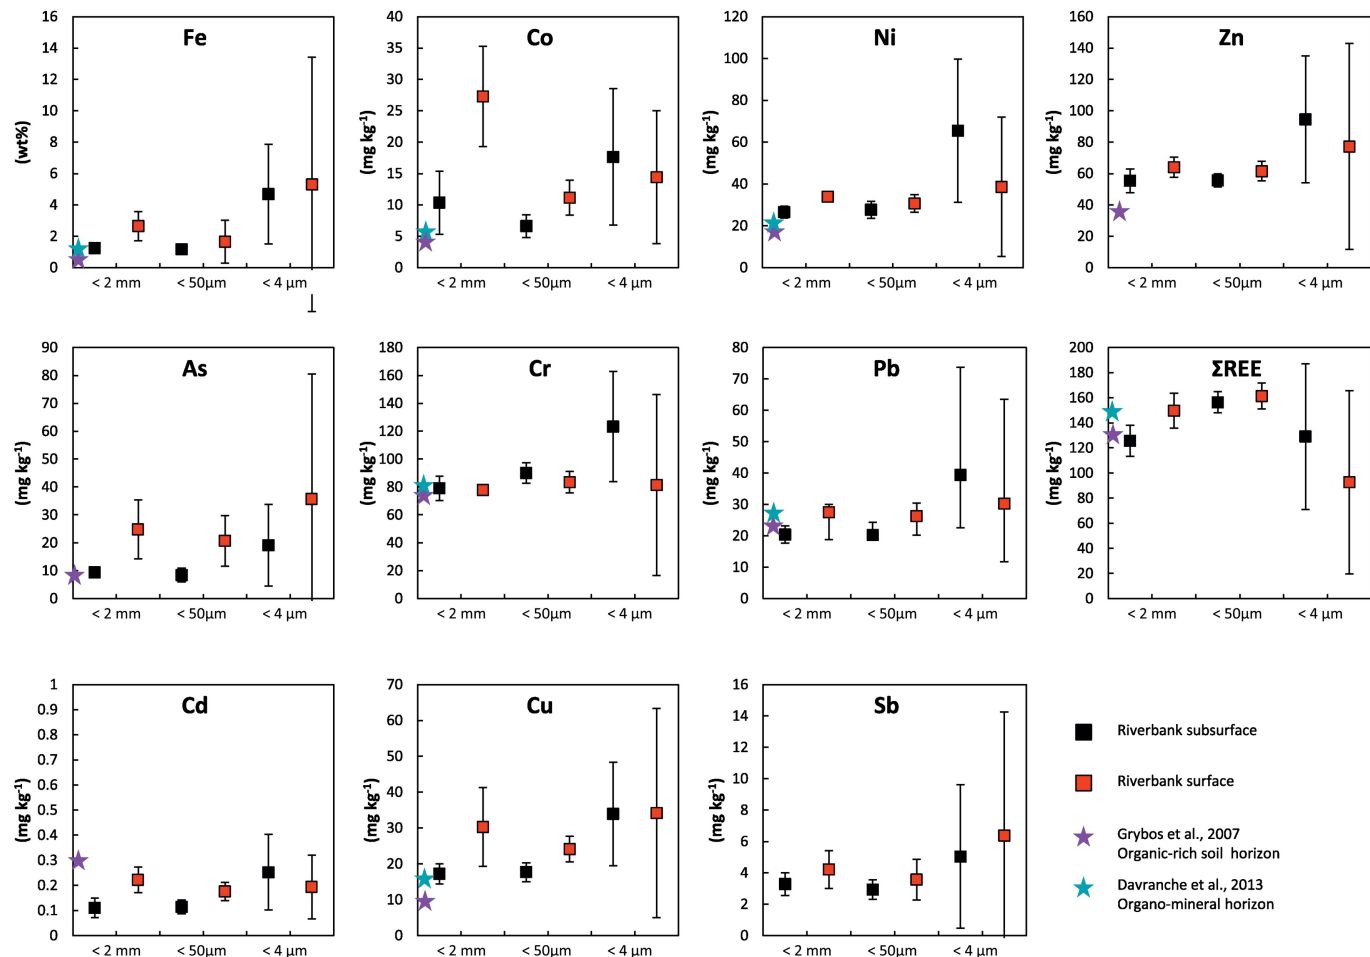 Fe
(wt%)
16
14
12
10
8
6
4
2
0
< 2 mm < 50µm < 4 µm
Co
(mg kg-1)
40
35
30
25
20
15
10
5
0
< 2 mm < 50µm < 4 µm
Ni
(mg kg-1)
120
100
80
60
40
20
0
< 2 mm < 50µm < 4 µm
Zn
(mg kg-1)
160
140
120
100
80
60
40
20
0
< 2 mm < 50µm < 4 µm
As
(mg kg-1)
90
80
70
60
50
40
30
20
10
0
< 2 mm < 50µm < 4 µm
Cr
(mg kg-1)
180
160
140
120
100
80
60
40
20
0
< 2 mm < 50µm < 4 µm
Pb
(mg kg-1)
80
70
60
50
40
30
20
10
0
< 2 mm < 50µm < 4 µm
ΣREE
(mg kg-1)
200
180
160
140
120
100
80
60
40
20
0
< 2 mm < 50µm < 4 µm
Cd
(mg kg-1)
1
0.9
0.8
0.7
0.6
0.5
0.4
0.3
0.2
0.1
0
< 2 mm < 50µm < 4 µm
Cu
(mg kg-1)
70
60
50
40
30
20
10
0
< 2 mm < 50µm < 4 µm
Sb
(mg kg-1)
16
14
12
10
8
6
4
2
0
< 2 mm < 50µm < 4 µm
Riverbank subsurface
Riverbank surface
Grybos et al., 2007
Organic-rich soil horizon
Davranche et al., 2013
Organo-mineral horizon